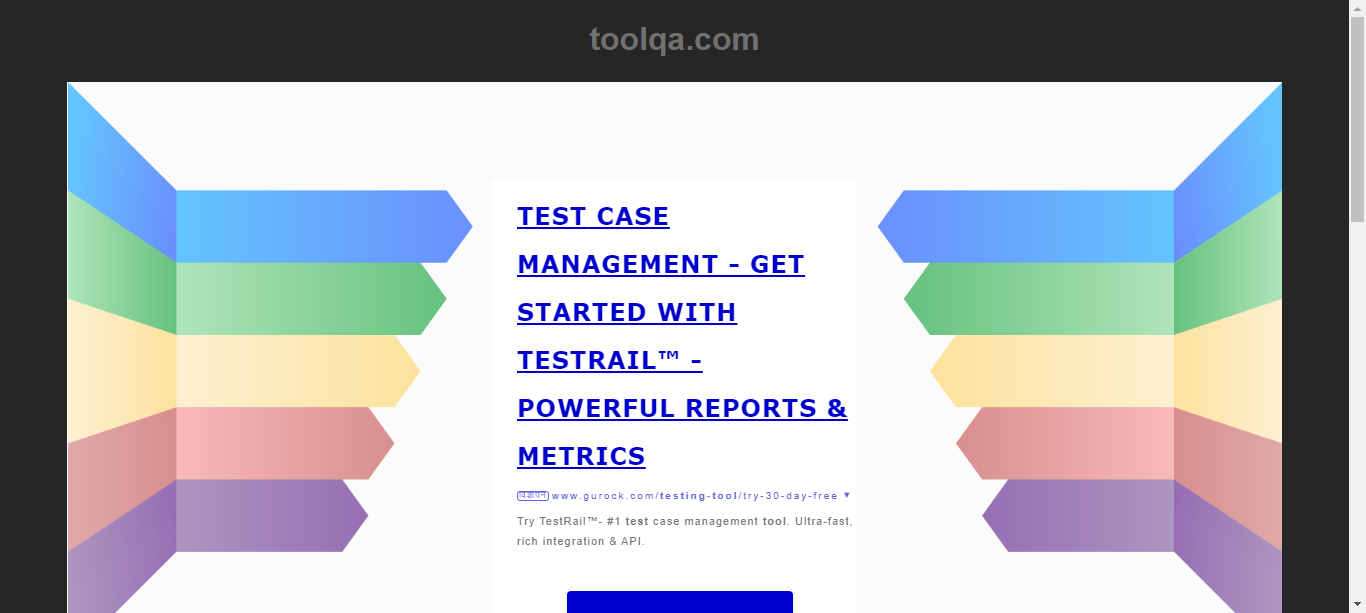 toolqa.com
TEST CASE
MANAGEMENT - GET
STARTED WITH
TESTRAIL™ -
POWERFUL REPORTS &
METRICS
विज्ञापन www.gurock.com/testing-tool/try-30-day-free ▼
Try TestRail™- #1 test case management tool. Ultra-fast,
rich integration & API.